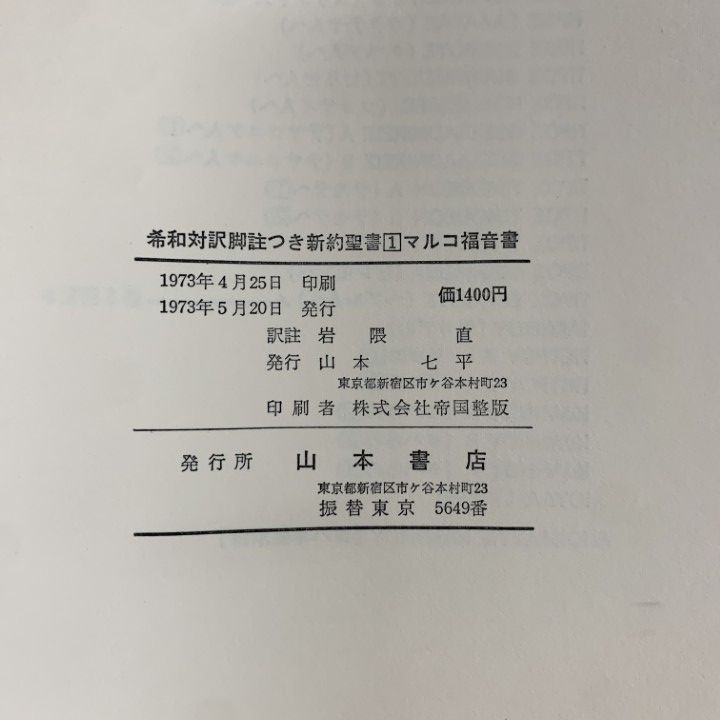 希和対訳脚註つき新約聖書1マルコ福音書
1973年4月25日 印刷
1973年5月20日 発行
価1400円
訳註 岩隈 直
発行 山本 七平
東京都新宿区市ケ谷本村町23
印刷者 株式会社帝国整版
発行所 山本書店
東京都新宿区市ケ谷本村町23
振替東京 5649番